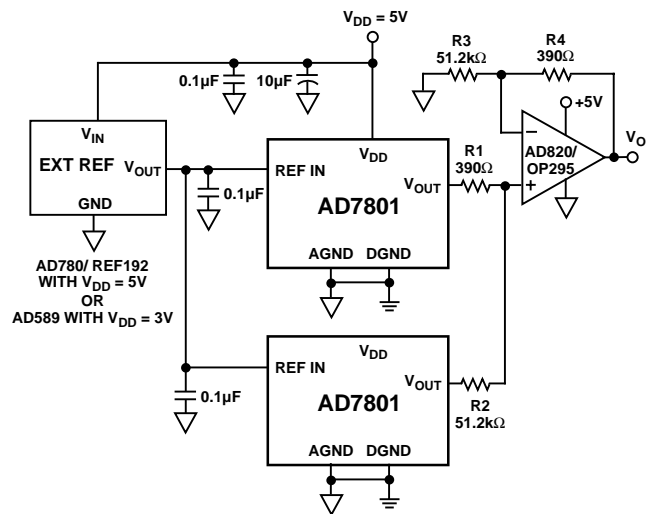 V_DD = 5V
R3
51.2kΩ
R4
390Ω
0.1µF
10µF
+5V
V_IN
EXT REF
V_OUT
GND
0.1µF
REF IN
V_DD
V_OUT
AD7801
AGND
DGND
R1
390Ω
−
+
AD820/
OP295
V_O
AD780/ REF192
WITH V_DD = 5V
OR
AD589 WITH V_DD = 3V
0.1µF
REF IN
V_DD
V_OUT
AD7801
AGND
DGND
R2
51.2kΩ